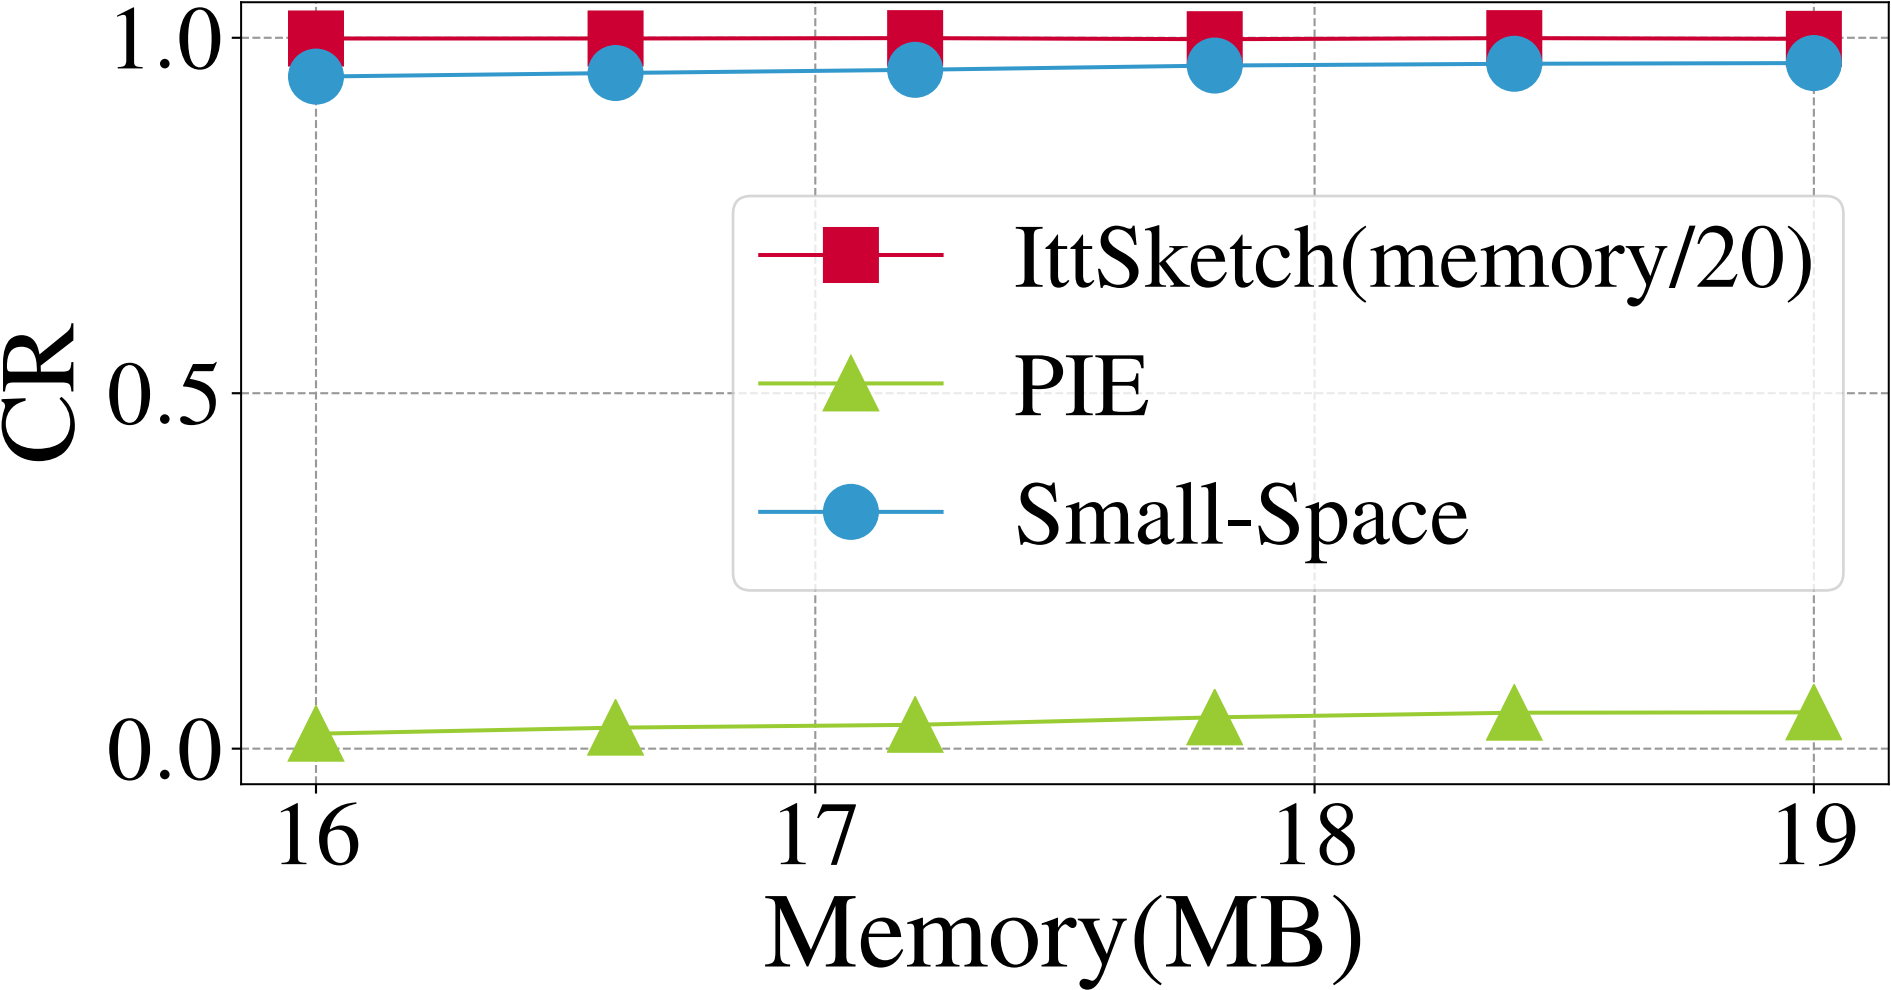 1.0
0.5
0.0
CR
IttSketch(memory/20)
PIE
Small-Space
16 17 18 19
Memory(MB)